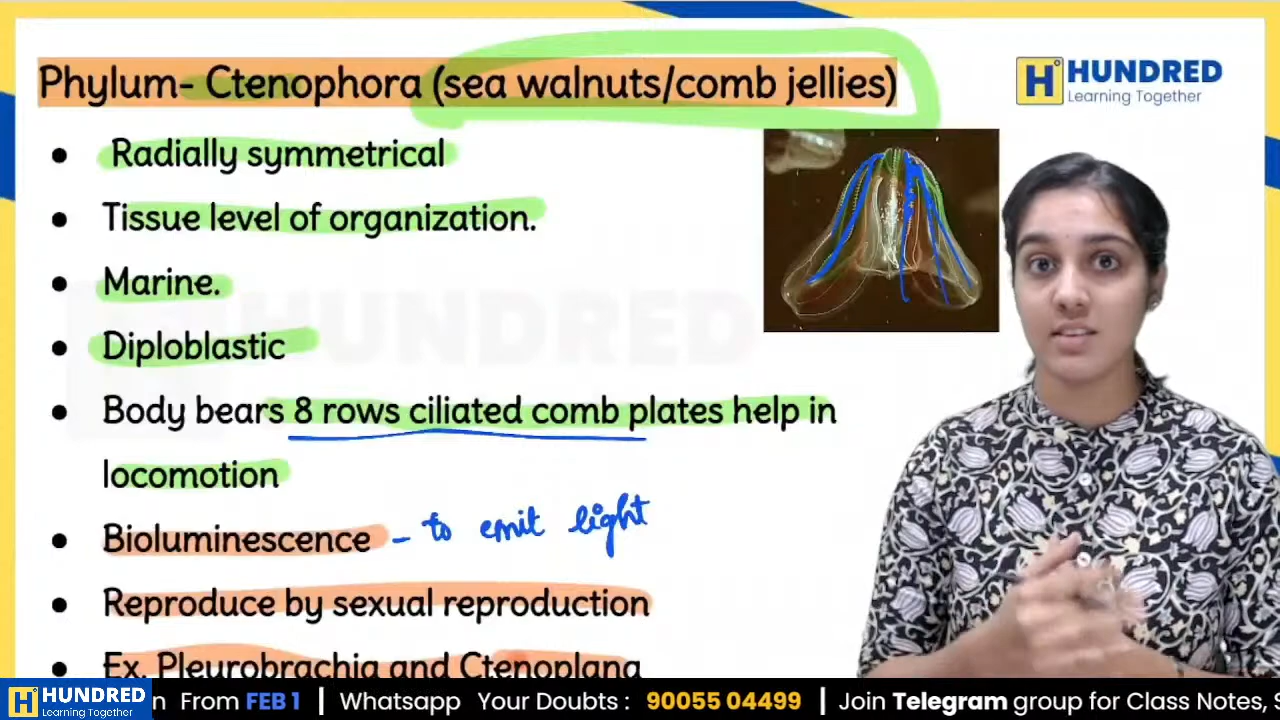 Phylum- Ctenophora (sea walnuts/comb jellies)
H HUNDRED
Learning Together
Radially symmetrical
Tissue level of organization.
Marine.
HUNDRED
Diploblastic
Body bears 8 rows ciliated comb plates help in
locomotion
Bioluminescence - to emit light
Reproduce by sexual reproduction
Ex. Pleurobrachia and Ctenoplana
H HUNDRED
Learning Together
n From FEB 1 | Whatsapp Your Doubts : 90055 04499 | Join Telegram group for Class Notes, S